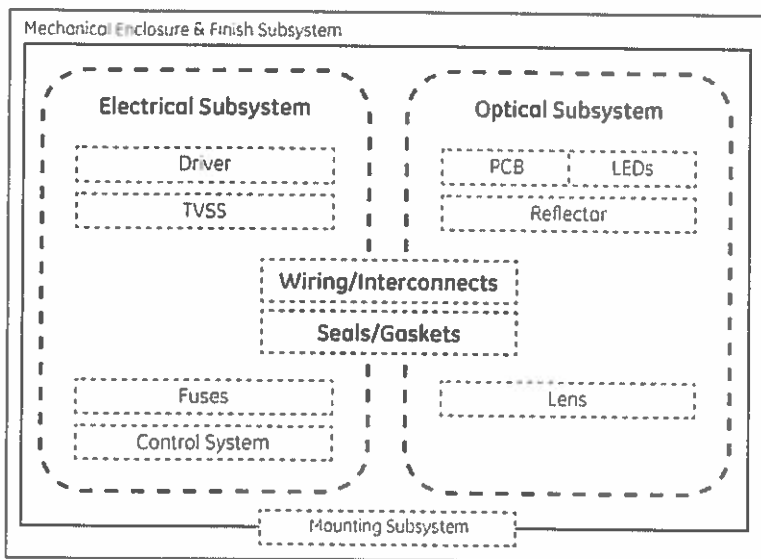 Mechanical Enclosure & Finish Subsystem
Electrical Subsystem
Driver
TVSS
Optical Subsystem
PCB
LEDs
Reflector
Wiring/Interconnects
Seals/Gaskets
Fuses
Control System
Lens
Mounting Subsystem